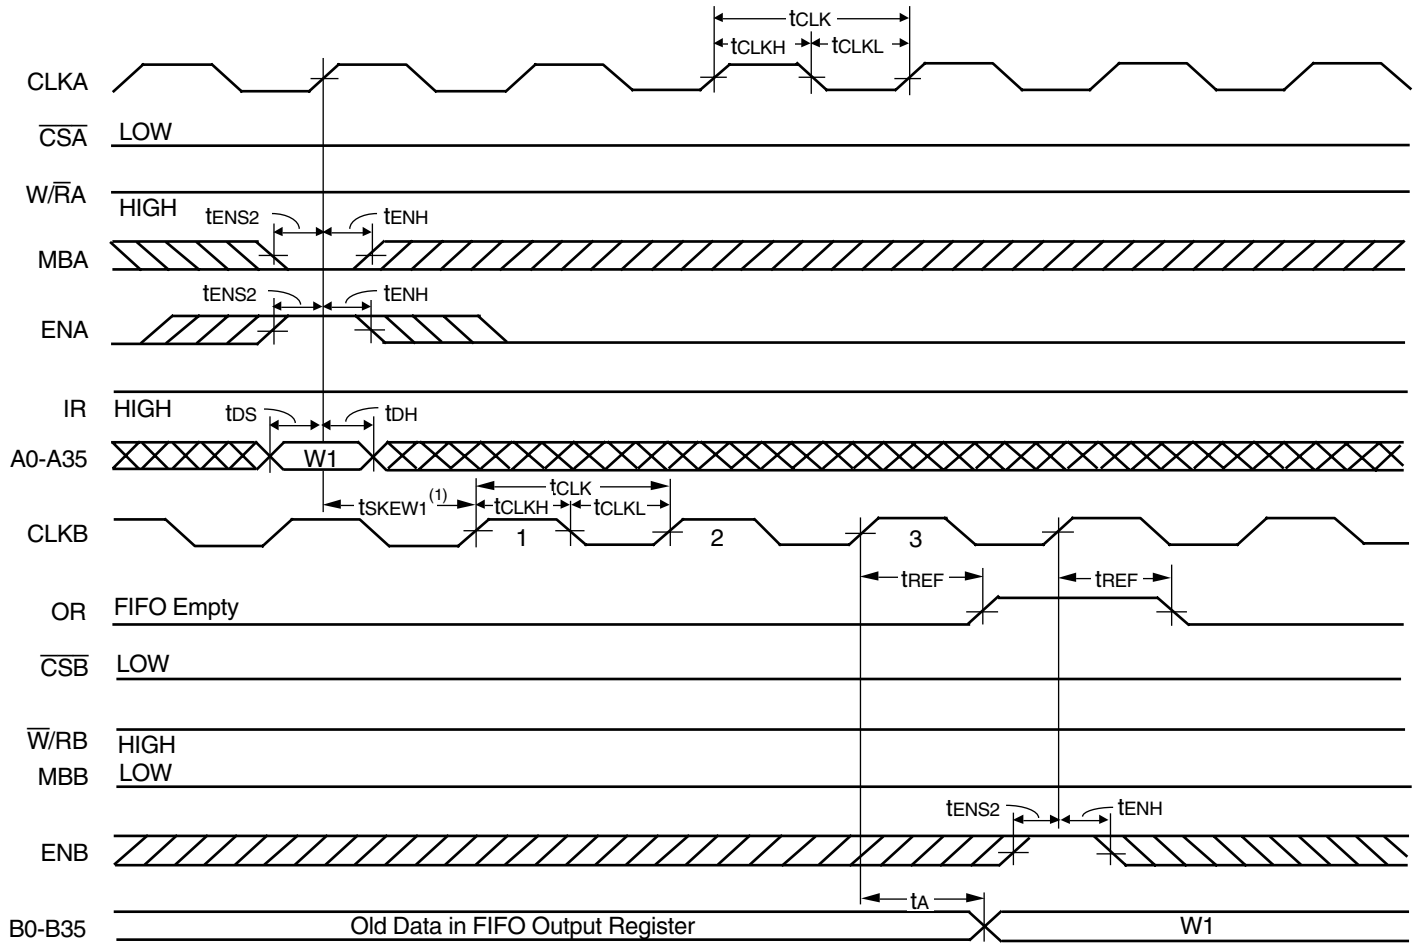 tCLK
tCLKH tCLKL
CLKA
CSA LOW
W/RA
HIGH
tENS2 tENH
MBA
tENS2 tENH
ENA
IR HIGH
tDS tDH
A0-A35 W1
tCLK
tSKEW1(1) tCLKH tCLKL
CLKB 1 2 3
tREF tREF
OR FIFO Empty
CSB LOW
W/RB HIGH
MBB LOW
tENS2 tENH
ENB
tA
B0-B35 Old Data in FIFO Output Register W1